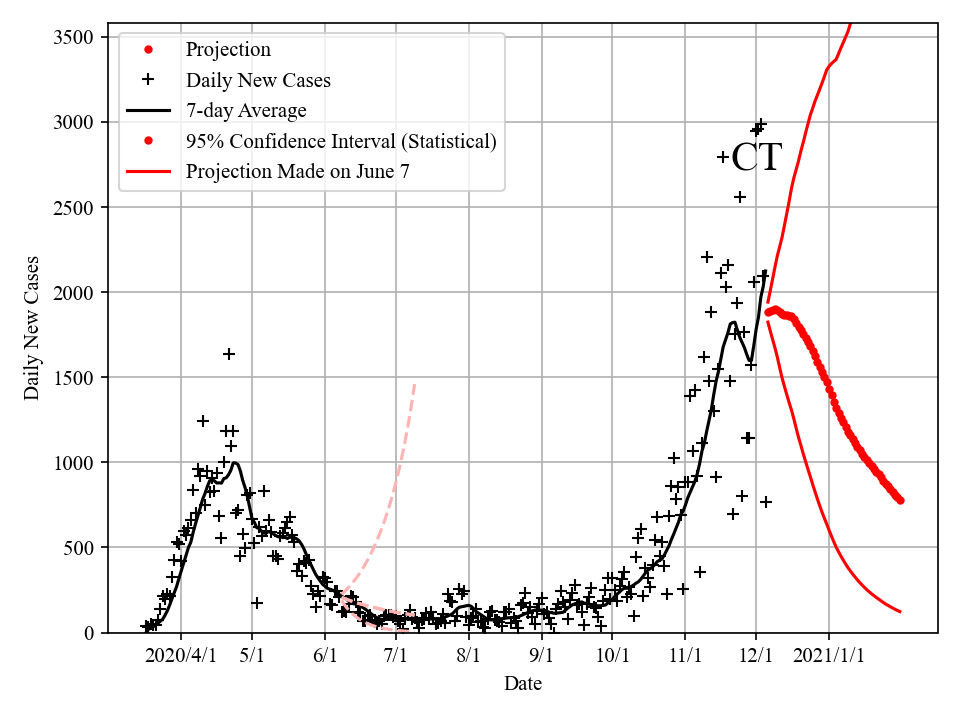 3500
3000
2500
2000
1500
1000
500
0
Daily New Cases
Projection
Daily New Cases
7-day Average
95% Confidence Interval (Statistical)
Projection Made on June 7
CT
2020/4/1 5/1 6/1 7/1 8/1 9/1 10/1 11/1 12/1 2021/1/1
Date